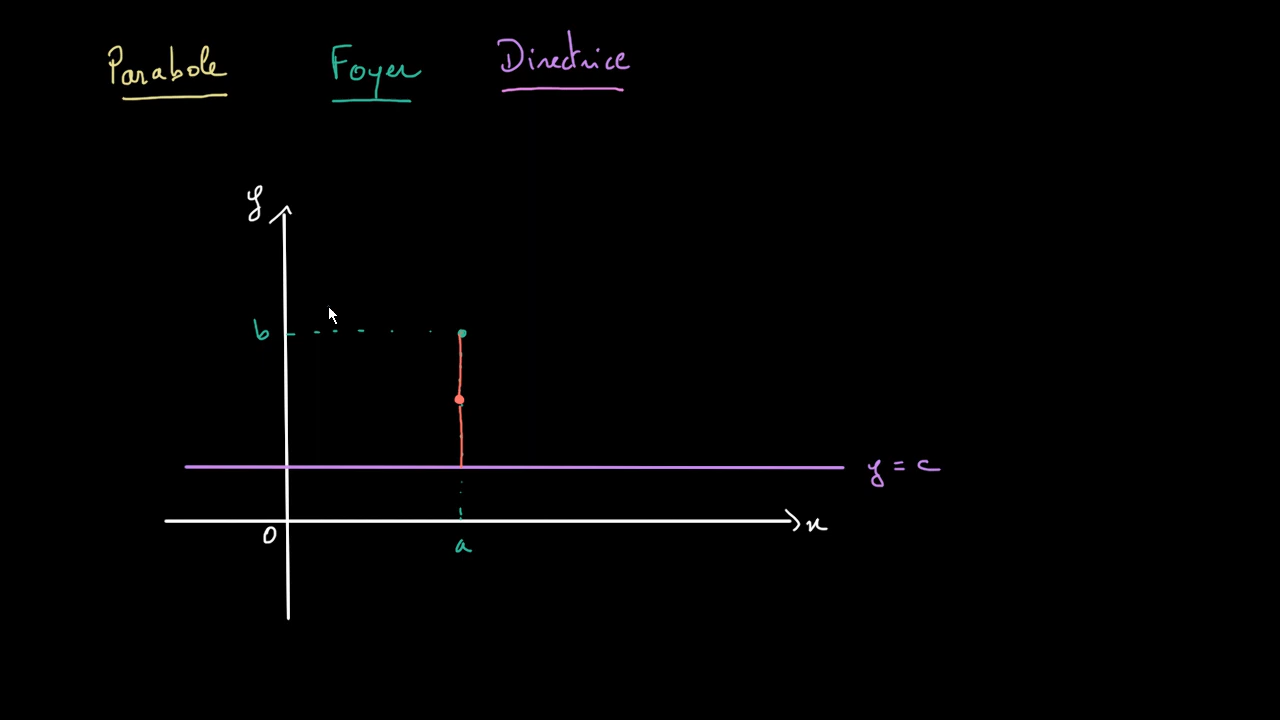 Parabole Foyer Directrice
y
b
y = c
0 x
a